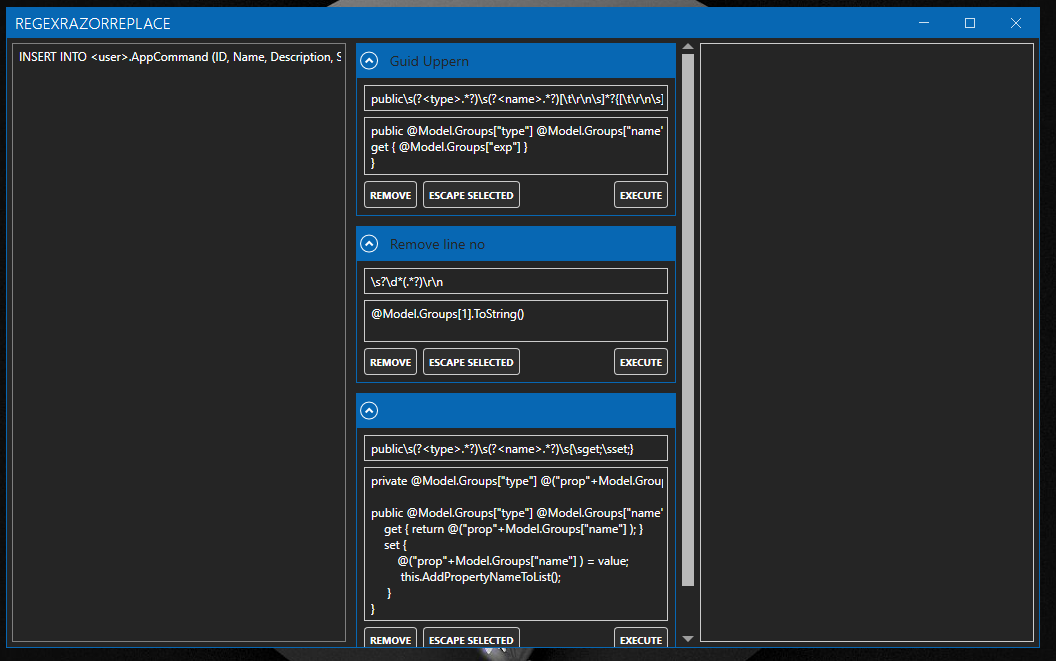 REGEXRAZORREPLACE
INSERT INTO <user>.AppCommand (ID, Name, Description, S
Guid Uppern
public\s(?<type>.*?)\s(?<name>.*?)[\t\r\n\s]*?{[\t\r\n\s]
public @Model.Groups["type"] @Model.Groups["name"
get { @Model.Groups["exp"] }
}
REMOVE ESCAPE SELECTED EXECUTE
Remove line no
\s?\d*(.*?)\r\n
@Model.Groups[1].ToString()
REMOVE ESCAPE SELECTED EXECUTE
public\s(?<type>.*?)\s(?<name>.*?)\s{\sget;\sset;}
private @Model.Groups["type"] @("prop"+Model.Grou
public @Model.Groups["type"] @Model.Groups["name"
get { return @("prop"+Model.Groups["name"] ); }
set {
@("prop"+Model.Groups["name"] ) = value;
this.AddPropertyNameToList();
}
}
REMOVE ESCAPE SELECTED EXECUTE